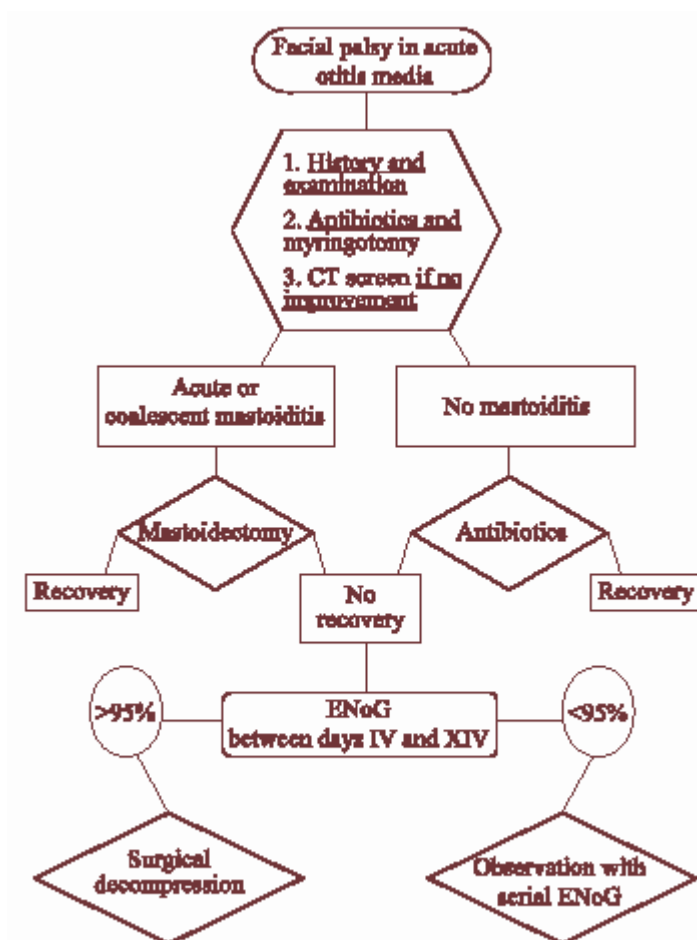 Facial palsy in acute
otitis media
1. History and
examination
2. Antibiotics and
myringotomy
3. CT screen if no
improvement
Acute or
coalescent mastoiditis
No mastoiditis
Mastoidectomy
Antibiotics
Recovery
No
recovery
Recovery
>95%
ENoG
between days IV and XIV
<95%
Surgical
decompression
Observation with
serial ENoG